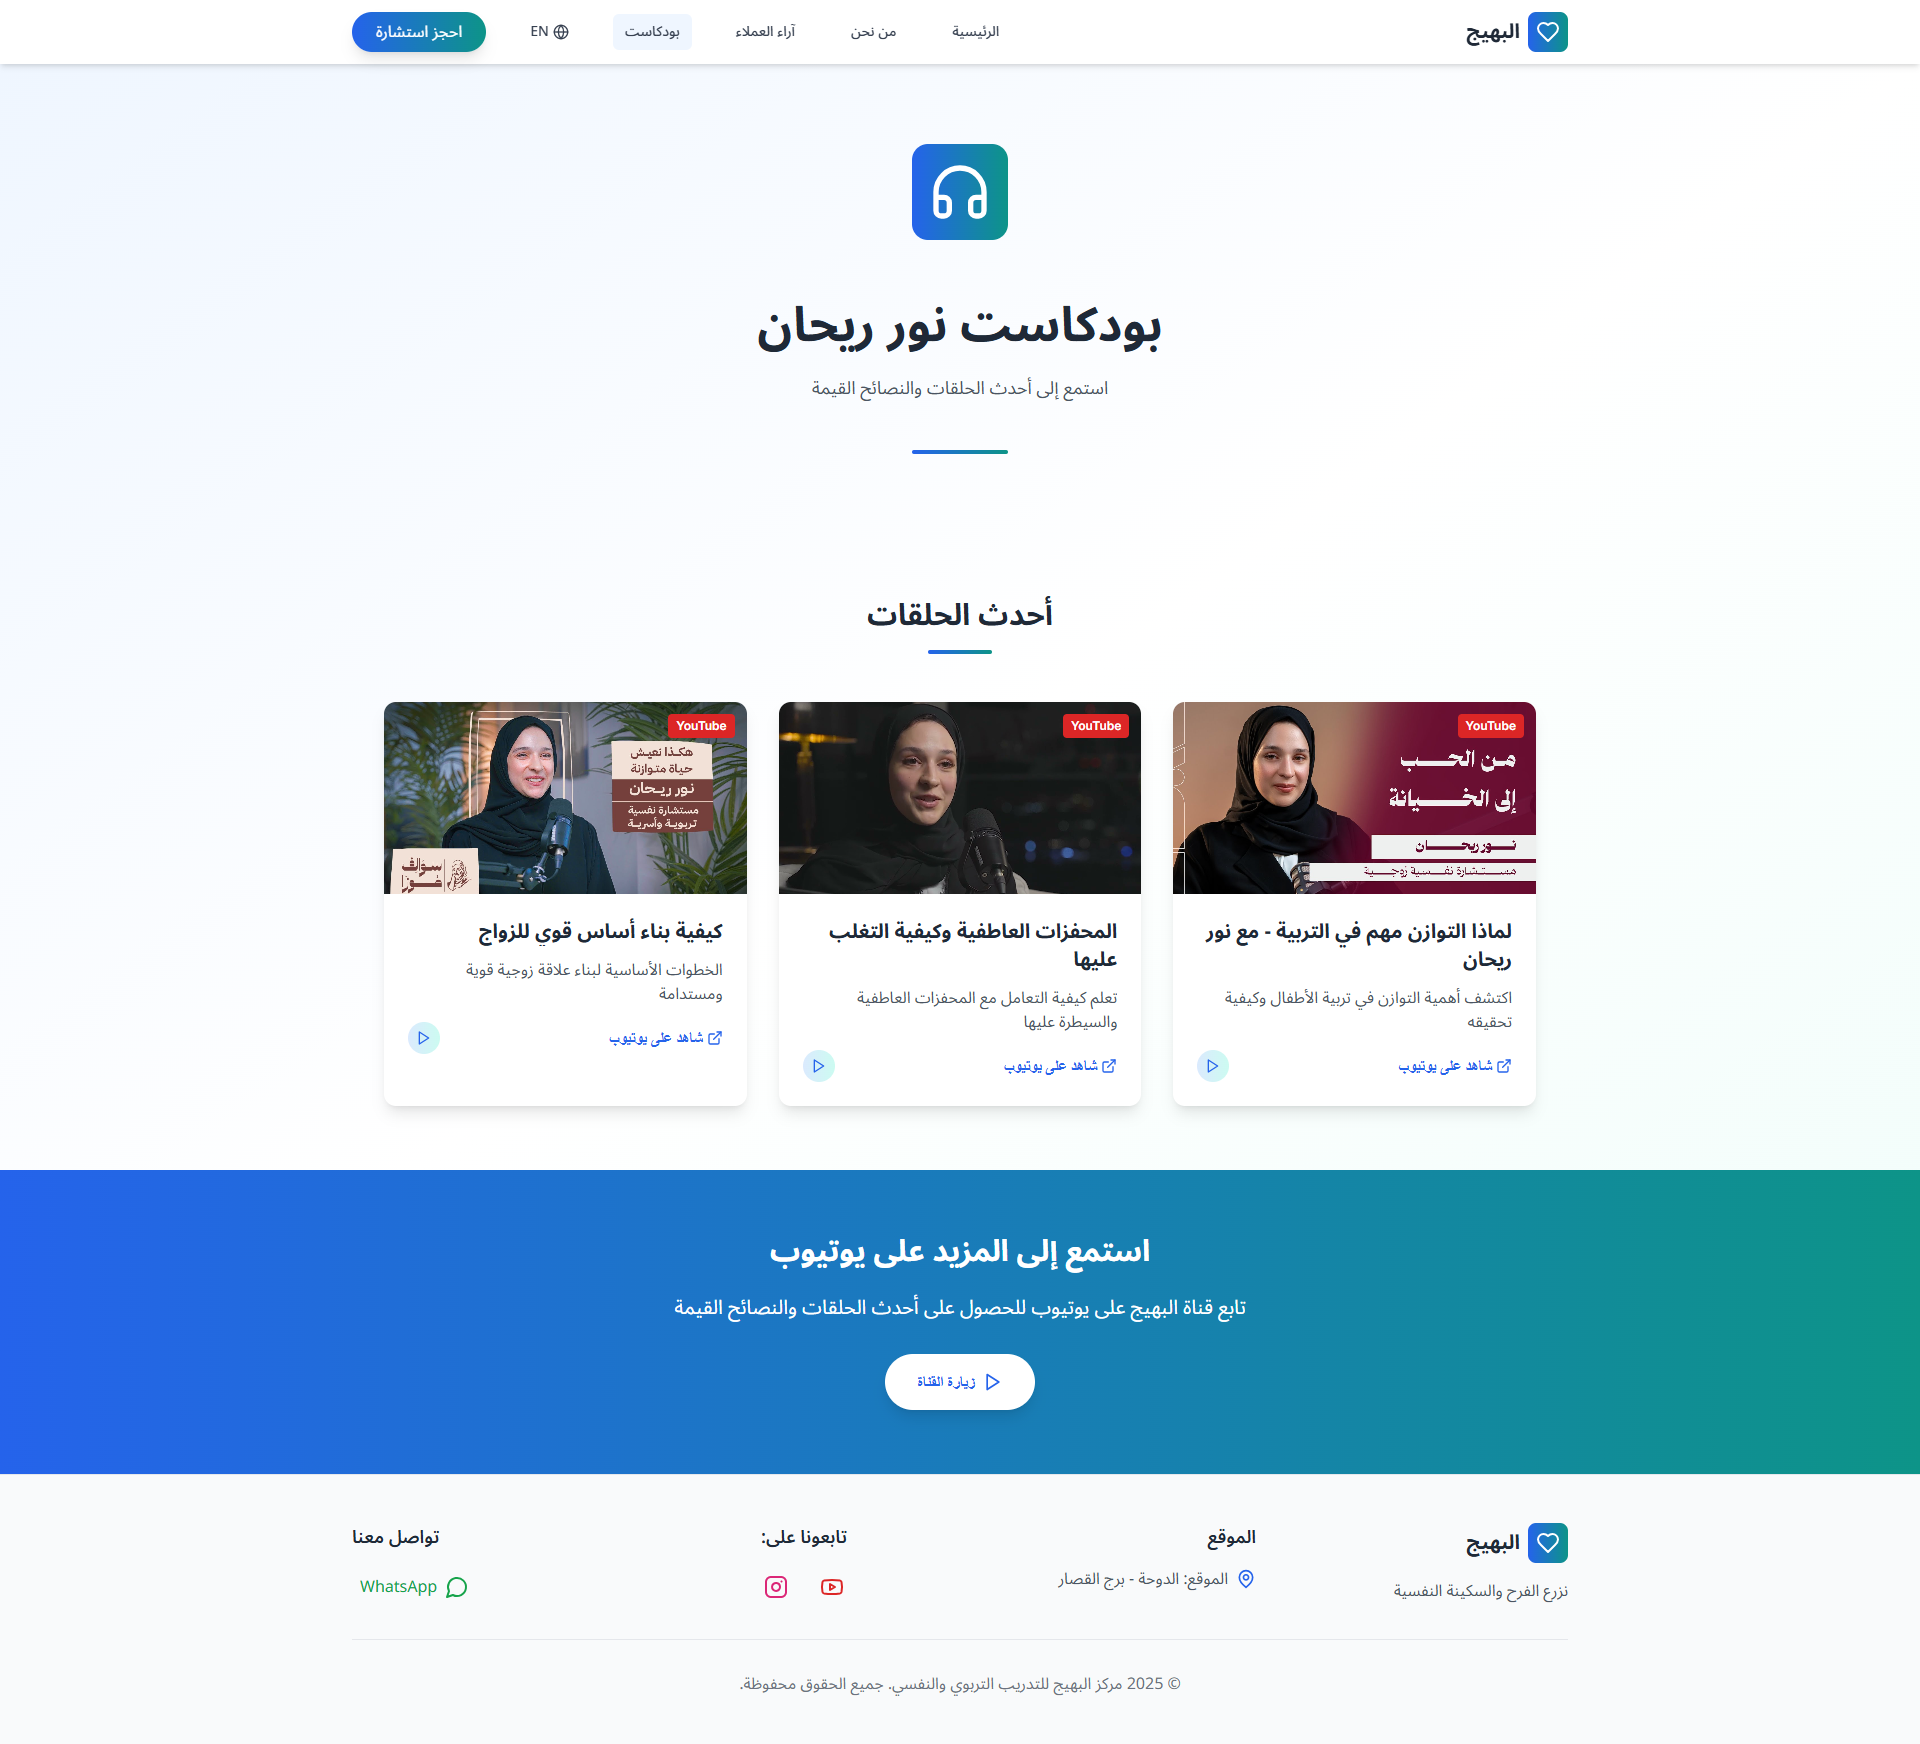 البهيج
الرئيسية
من نحن
آراء العملاء
بودكاست
EN
احجز استشارة
بودكاست نور ريحان
استمع إلى أحدث الحلقات والنصائح القيمة
أحدث الحلقات
YouTube
من الحب
إلى الخيانة
نور ريحان
مستشارة نفسية زوجية
لماذا التوازن مهم في التربية - مع نور
ريحان
اكتشف أهمية التوازن في تربية الأطفال وكيفية
تحقيقه
شاهد على يوتيوب
YouTube
المحفزات العاطفية وكيفية التغلب
عليها
تعلم كيفية التعامل مع المحفزات العاطفية
والسيطرة عليها
شاهد على يوتيوب
YouTube
هكذا نعيش
حياة متوازنة
نور ريحان
مستشارة نفسية
تربوية وأسرية
سوالف
فوزا
كيفية بناء أساس قوي للزواج
الخطوات الأساسية لبناء علاقة زوجية قوية
ومستدامة
شاهد على يوتيوب
استمع إلى المزيد على يوتيوب
تابع قناة البهيج على يوتيوب للحصول على أحدث الحلقات والنصائح القيمة
زيارة القناة
البهيج
نزرع الفرح والسكينة النفسية
الموقع
الموقع: الدوحة - برج القصار
تابعونا على:
تواصل معنا
WhatsApp
© 2025 مركز البهيج للتدريب التربوي والنفسي. جميع الحقوق محفوظة.